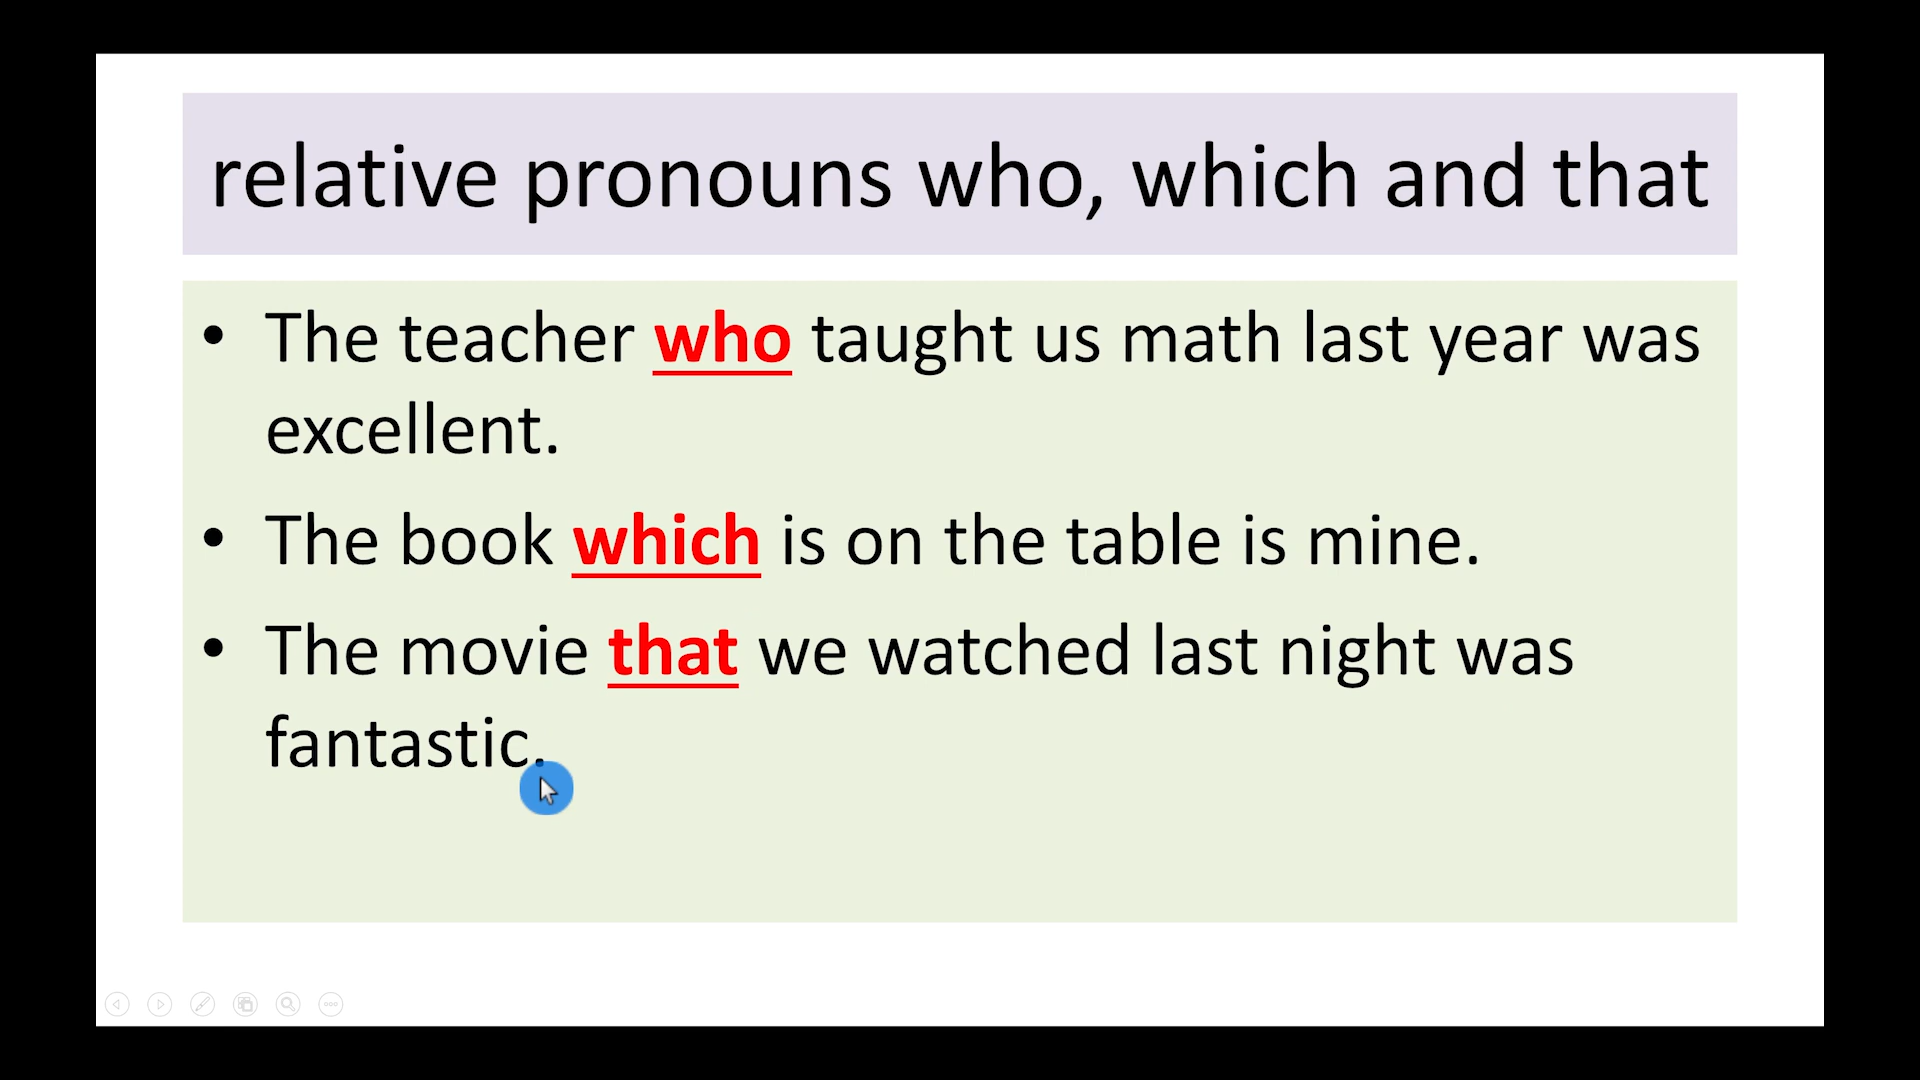 relative pronouns who, which and that
• The teacher who taught us math last year was
excellent.
• The book which is on the table is mine.
• The movie that we watched last night was
fantastic.